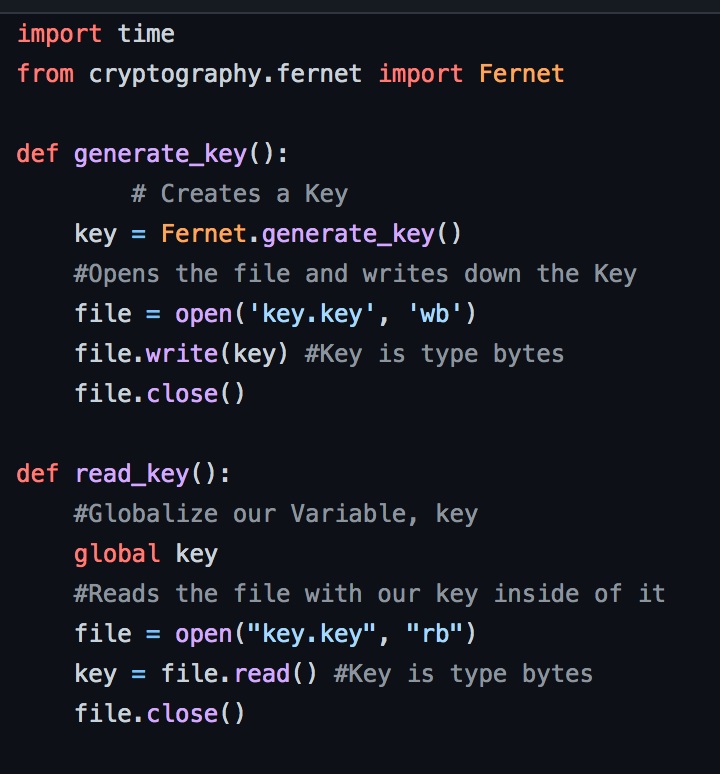 import time
from cryptography.fernet import Fernet
def generate_key():
# Creates a Key
key = Fernet.generate_key()
#Opens the file and writes down the Key
file = open('key.key', 'wb')
file.write(key) #Key is type bytes
file.close()
def read_key():
#Globalize our Variable, key
global key
#Reads the file with our key inside of it
file = open("key.key", "rb")
key = file.read() #Key is type bytes
file.close()